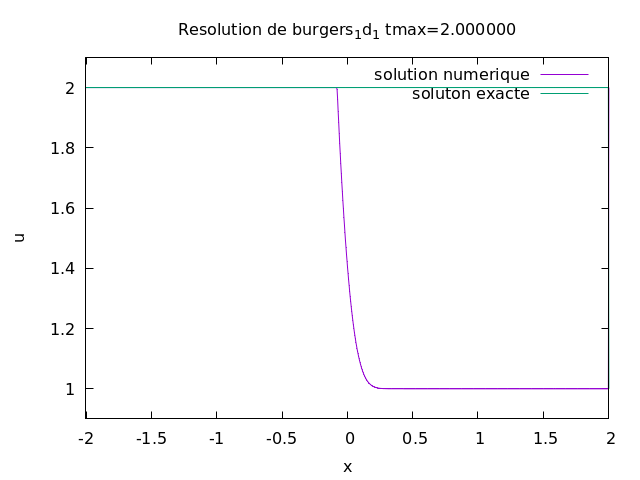 Resolution de burgers₁d₁ tmax=2.000000
solution numerique
soluton exacte
2
1.8
1.6
1.4
1.2
1
u
-2 -1.5 -1 -0.5 0 0.5 1 1.5 2
x